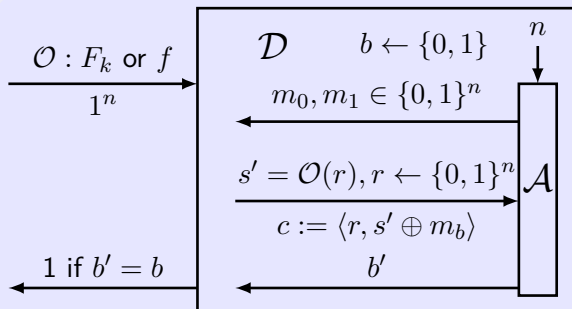 𝒪 : F_k or f
1^n
𝒟
b ← {0, 1}
n
m_0, m_1 ∈ {0, 1}^n
s′ = 𝒪(r), r ← {0, 1}^n
c := ⟨r, s′ ⊕ m_b⟩
𝒜
b′
1 if b′ = b